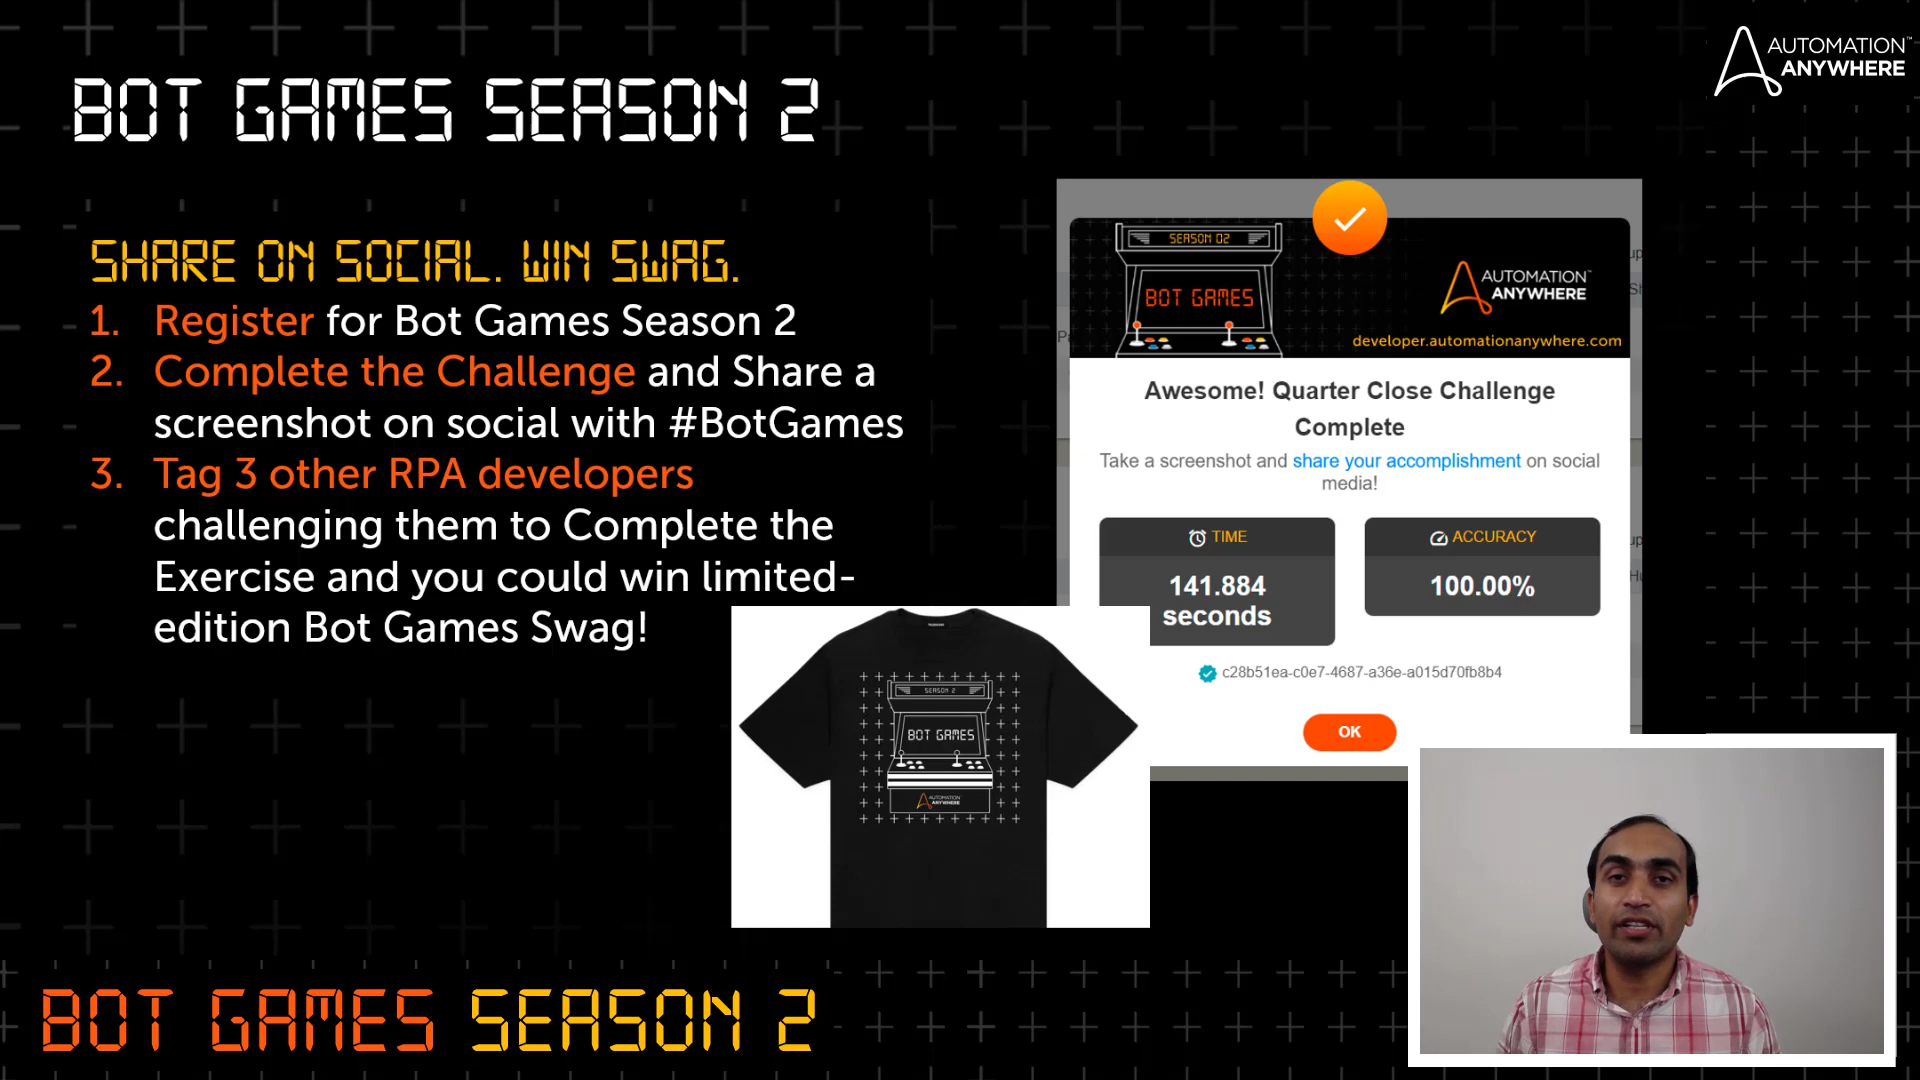 AUTOMATION
ANYWHERE
BOT GAMES SEASON 2
SHARE ON SOCIAL. WIN SWAG.
1. Register for Bot Games Season 2
2. Complete the Challenge and Share a
screenshot on social with #BotGames
3. Tag 3 other RPA developers
challenging them to Complete the
Exercise and you could win limited-
edition Bot Games Swag!
SEASON 02
BOT GAMES
AUTOMATION
ANYWHERE
developer.automationanywhere.com
Awesome! Quarter Close Challenge
Complete
Take a screenshot and share your accomplishment on social
media!
TIME
141.884
seconds
ACCURACY
100.00%
c28b51ea-c0e7-4687-a36e-a015d70fb8b4
OK
SEASON 2
BOT GAMES
AUTOMATION
ANYWHERE
BOT GAMES SEASON 2